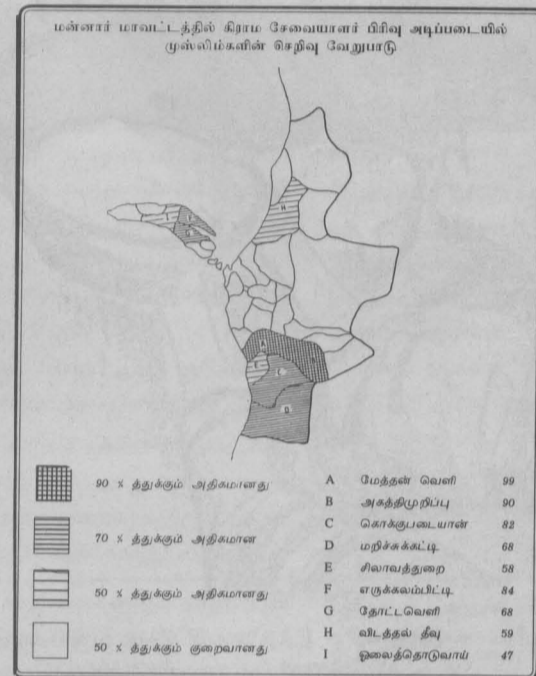 மன்னார் மாவட்டத்தில் கிராம சேவையாளர் பிரிவு அடிப்படையில்
முஸ்லிம்களின் செறிவு வேறுபாடு
H
I
F
G
A
B
E
C
D
90 % த்துக்கும் அதிகமானது
70 % த்துக்கும் அதிகமான
50 % த்துக்கும் அதிகமானது
50 % த்துக்கும் குறைவானது
A மேத்தன் வெளி 99
B அகத்திமுறிப்பு 90
C கொக்குபடையான் 82
D மறிச்சுக்கட்டி 68
E சிலாவத்துறை 58
F எருக்கலம்பிட்டி 84
G தோட்டவெளி 68
H விடத்தல் தீவு 59
I ஓலைத்தொடுவாய் 47